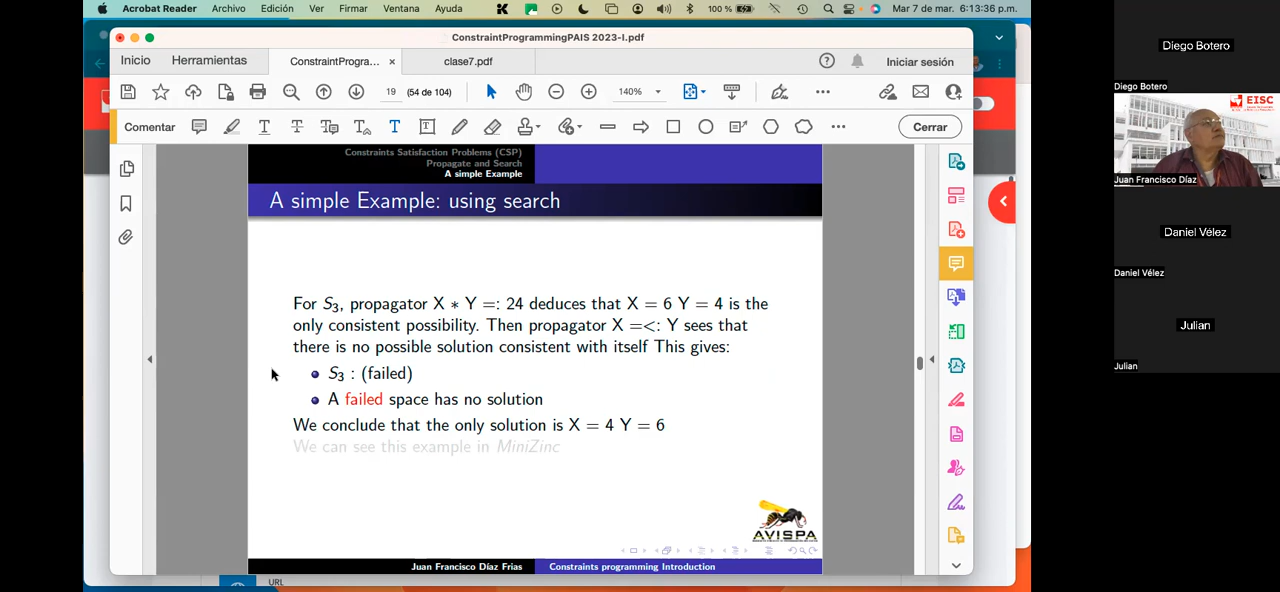 Acrobat Reader Archivo Edición Ver Firmar Ventana Ayuda 100 % Mar 7 de mar. 6:13:36 p.m.
ConstraintProgrammingPAIS 2023-I.pdf
Inicio Herramientas ConstraintProgra... × clase7.pdf Iniciar sesión
19 (54 de 104) 140%
Comentar Cerrar
Constraints Satisfaction Problems (CSP)
Propagate and Search
A simple Example
A simple Example: using search
For S3, propagator X ∗ Y =: 24 deduces that X = 6 Y = 4 is the
only consistent possibility. Then propagator X =<: Y sees that
there is no possible solution consistent with itself This gives:
S3 : (failed)
A failed space has no solution
We conclude that the only solution is X = 4 Y = 6
We can see this example in MiniZinc
AVISPA
Juan Francisco Díaz Frias Constraints programming Introduction
URL
Diego Botero
Diego Botero
EISC
Juan Francisco Díaz
Daniel Vélez
Daniel Vélez
Julian
Julian